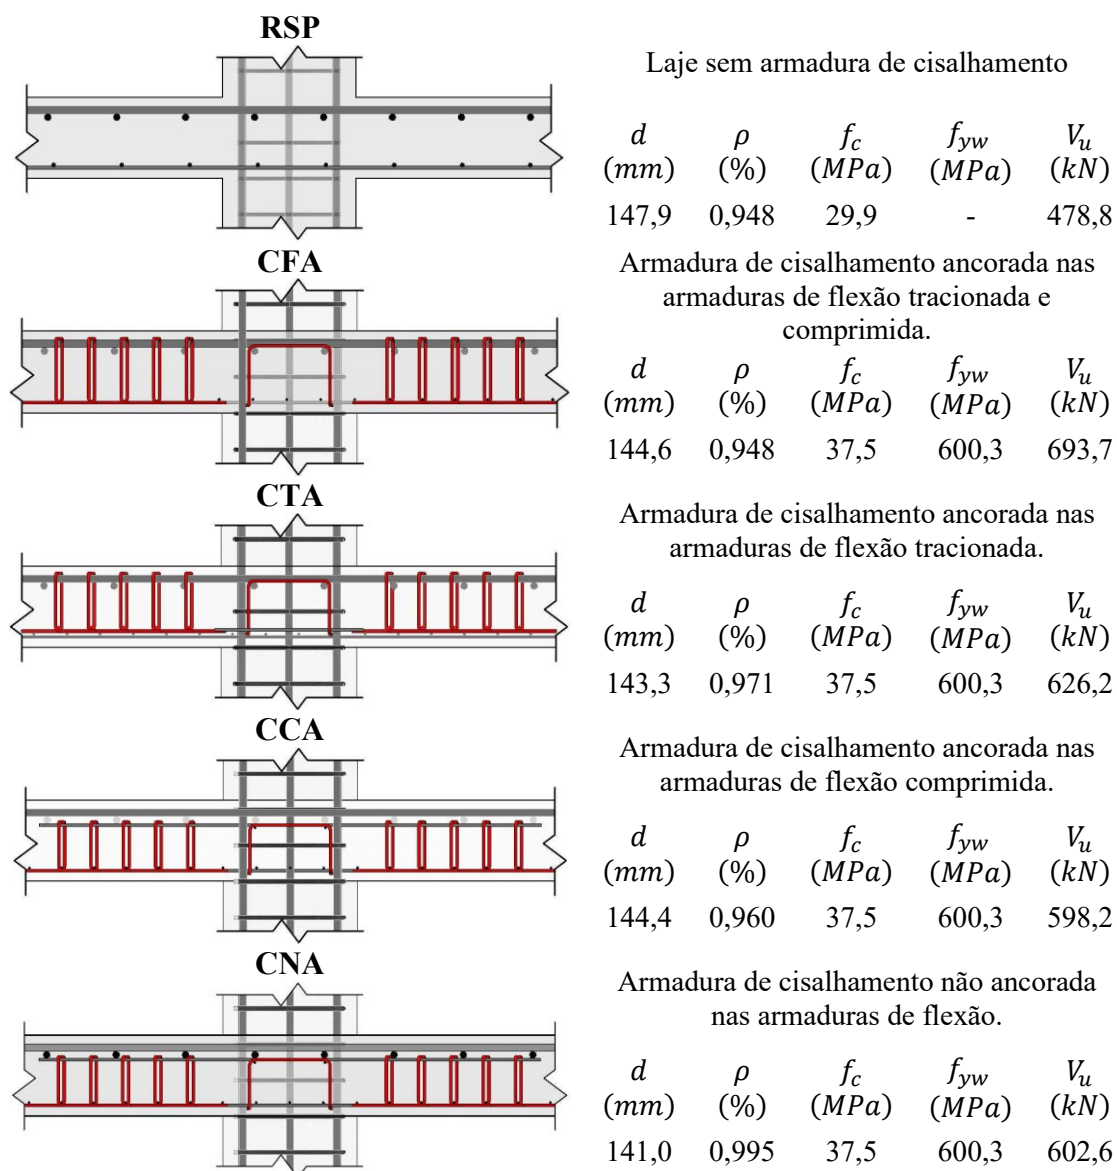 RSP
Laje sem armadura de cisalhamento
d ρ f_c f_yw V_u
(mm) (%) (MPa) (MPa) (kN)
147,9 0,948 29,9 - 478,8
CFA
Armadura de cisalhamento ancorada nas
armaduras de flexão tracionada e
comprimida.
d ρ f_c f_yw V_u
(mm) (%) (MPa) (MPa) (kN)
144,6 0,948 37,5 600,3 693,7
CTA
Armadura de cisalhamento ancorada nas
armaduras de flexão tracionada.
d ρ f_c f_yw V_u
(mm) (%) (MPa) (MPa) (kN)
143,3 0,971 37,5 600,3 626,2
CCA
Armadura de cisalhamento ancorada nas
armaduras de flexão comprimida.
d ρ f_c f_yw V_u
(mm) (%) (MPa) (MPa) (kN)
144,4 0,960 37,5 600,3 598,2
CNA
Armadura de cisalhamento não ancorada
nas armaduras de flexão.
d ρ f_c f_yw V_u
(mm) (%) (MPa) (MPa) (kN)
141,0 0,995 37,5 600,3 602,6